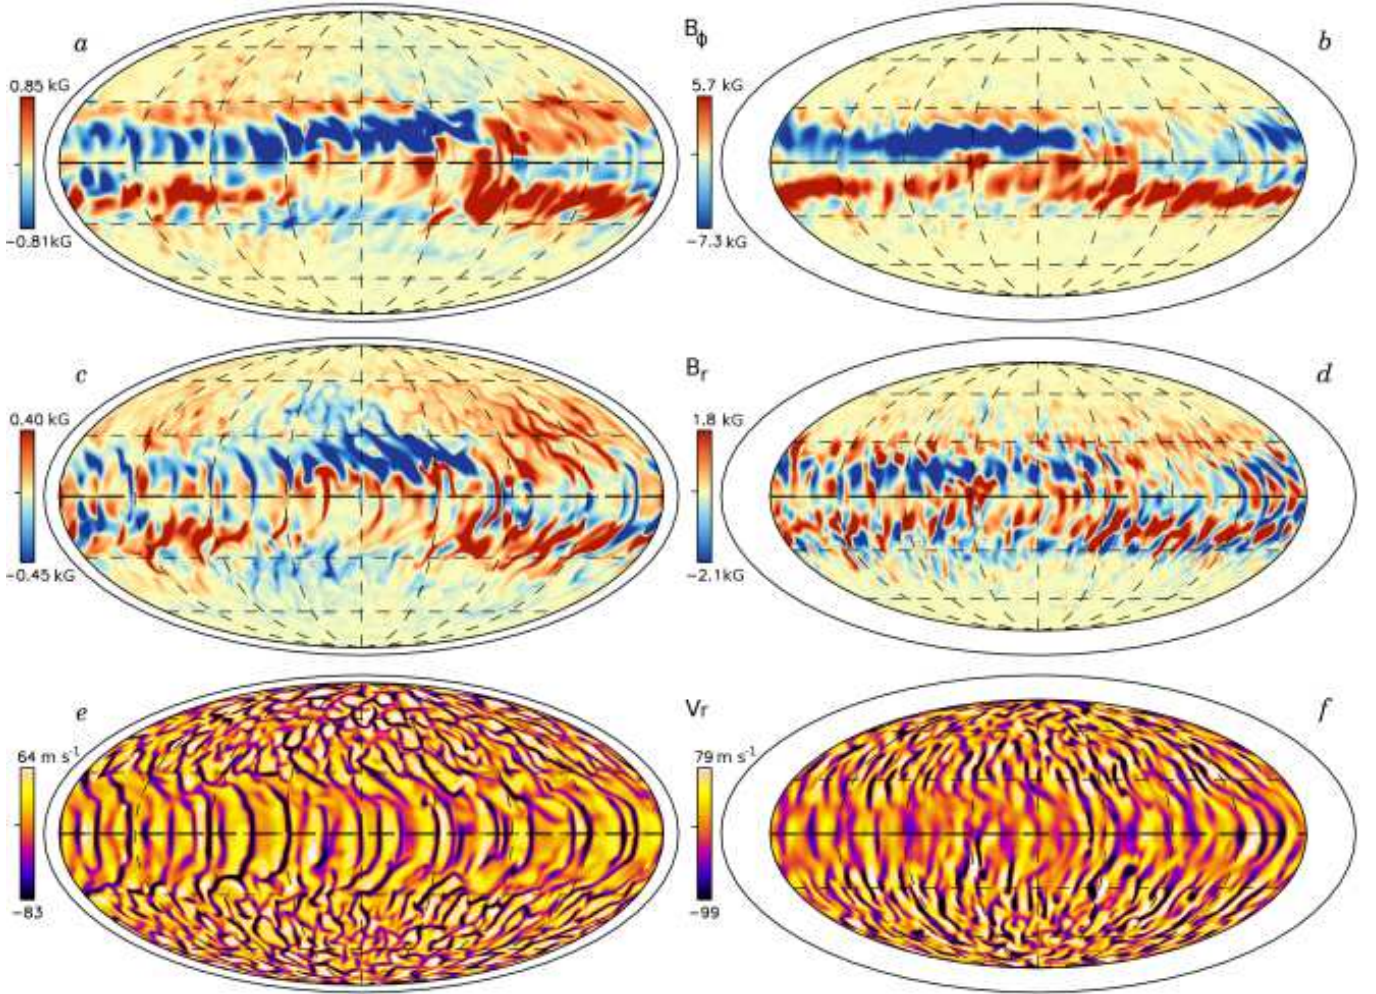 a B_ϕ b
0.85 kG 5.7 kG
−0.81kG −7.3 kG
c B_r d
0.40 kG 1.8 kG
−0.45 kG −2.1kG
e Vr f
64 m s⁻¹ 79 m s⁻¹
−83 −99